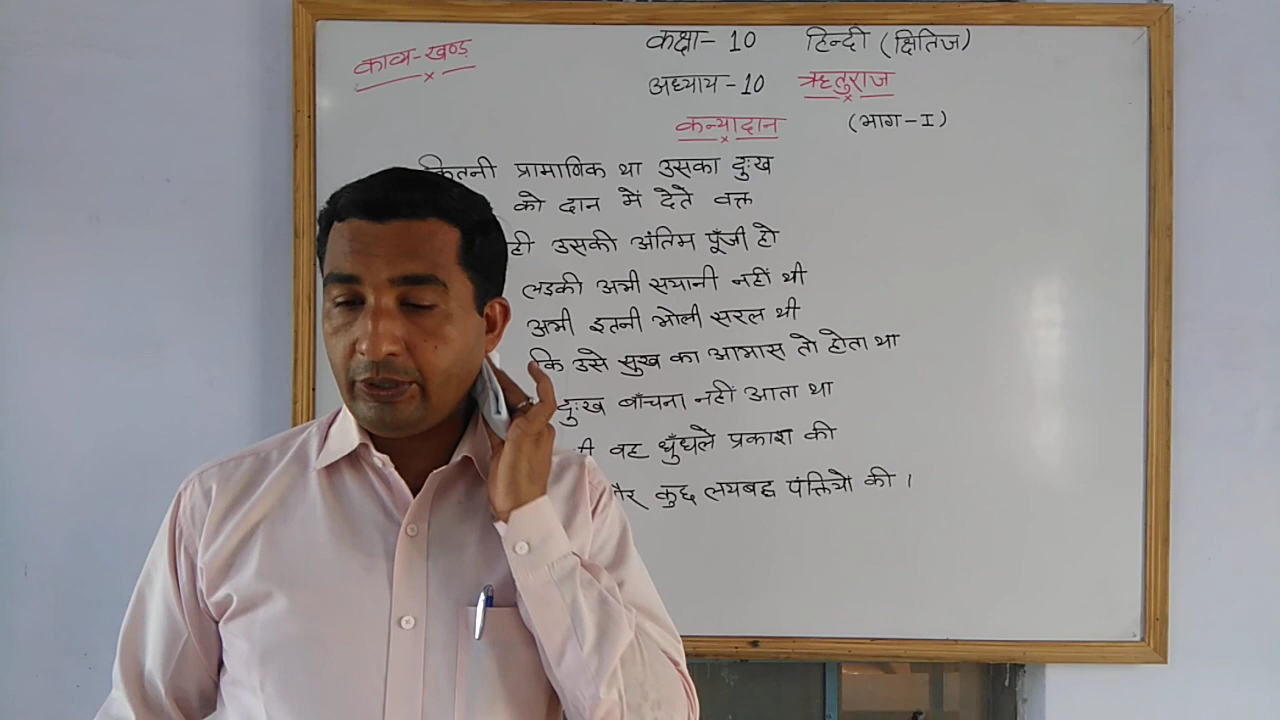 काव्य-खण्ड
कक्षा-10 हिन्दी (क्षितिज)
अध्याय-10 ऋतुराज
कन्यादान (भाग-I)
कितनी प्रामाणिक था उसका दुःख
को दान में देते वक्त
उसकी अंतिम पूँजी हो
लड़की अभी सयानी नहीं थी
अभी इतनी भोली सरल थी
कि उसे सुख का आभास तो होता था
दुःख बाँचना नहीं आता था
वह धुँधले प्रकाश की
कुछ लयबद्ध पंक्तियो की।